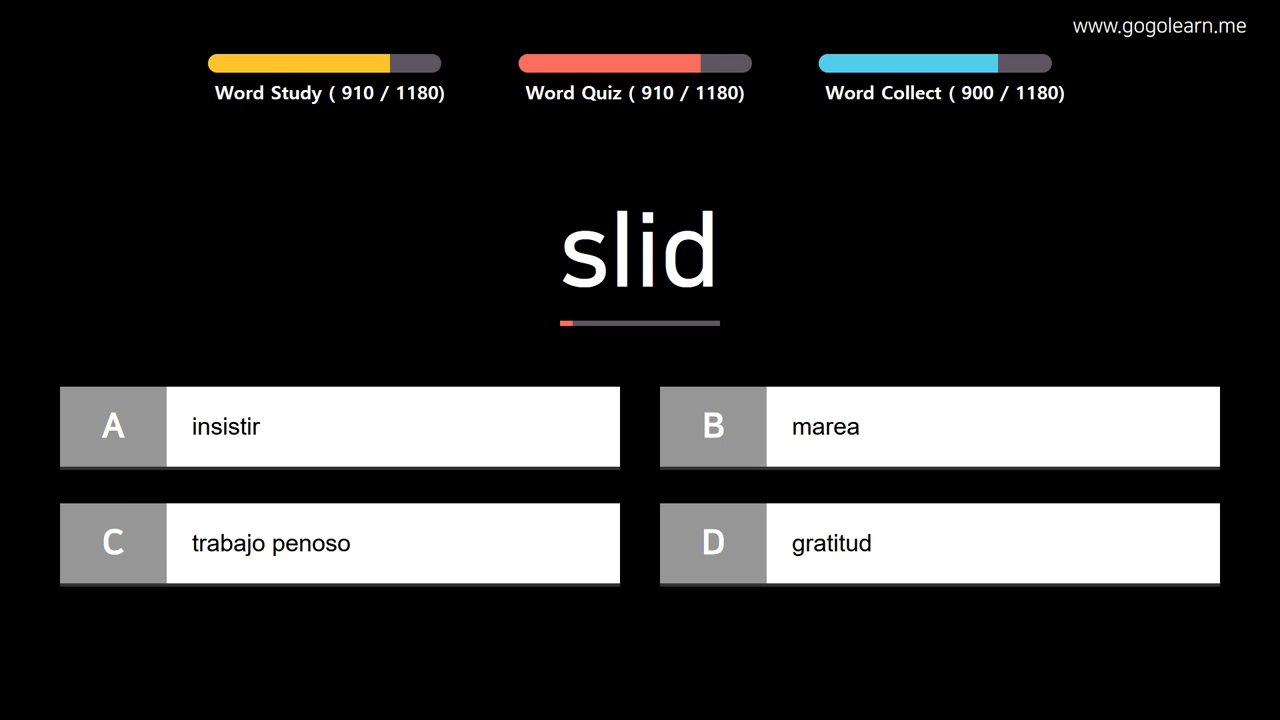 www.gogolearn.me
Word Study ( 910 / 1180)
Word Quiz ( 910 / 1180)
Word Collect ( 900 / 1180)
slid
A insistir
B marea
C trabajo penoso
D gratitud